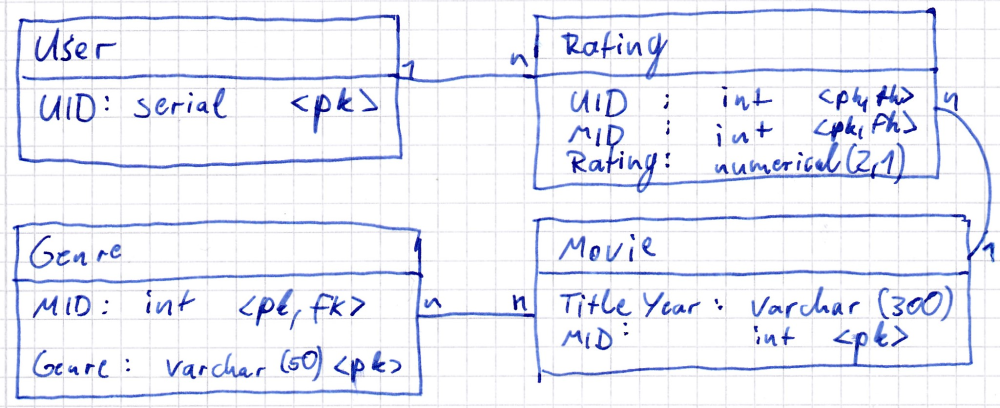 User
UID: serial <pk>
1 n
Rating
UID : int <pk, fk>
MID : int <pk, fk>
Rating: numerical(2,1)
n
1
Genre
MID: int <pk, fk>
Genre: varchar (50) <pk>
n n
Movie
Title Year: varchar (300)
MID: int <pk>